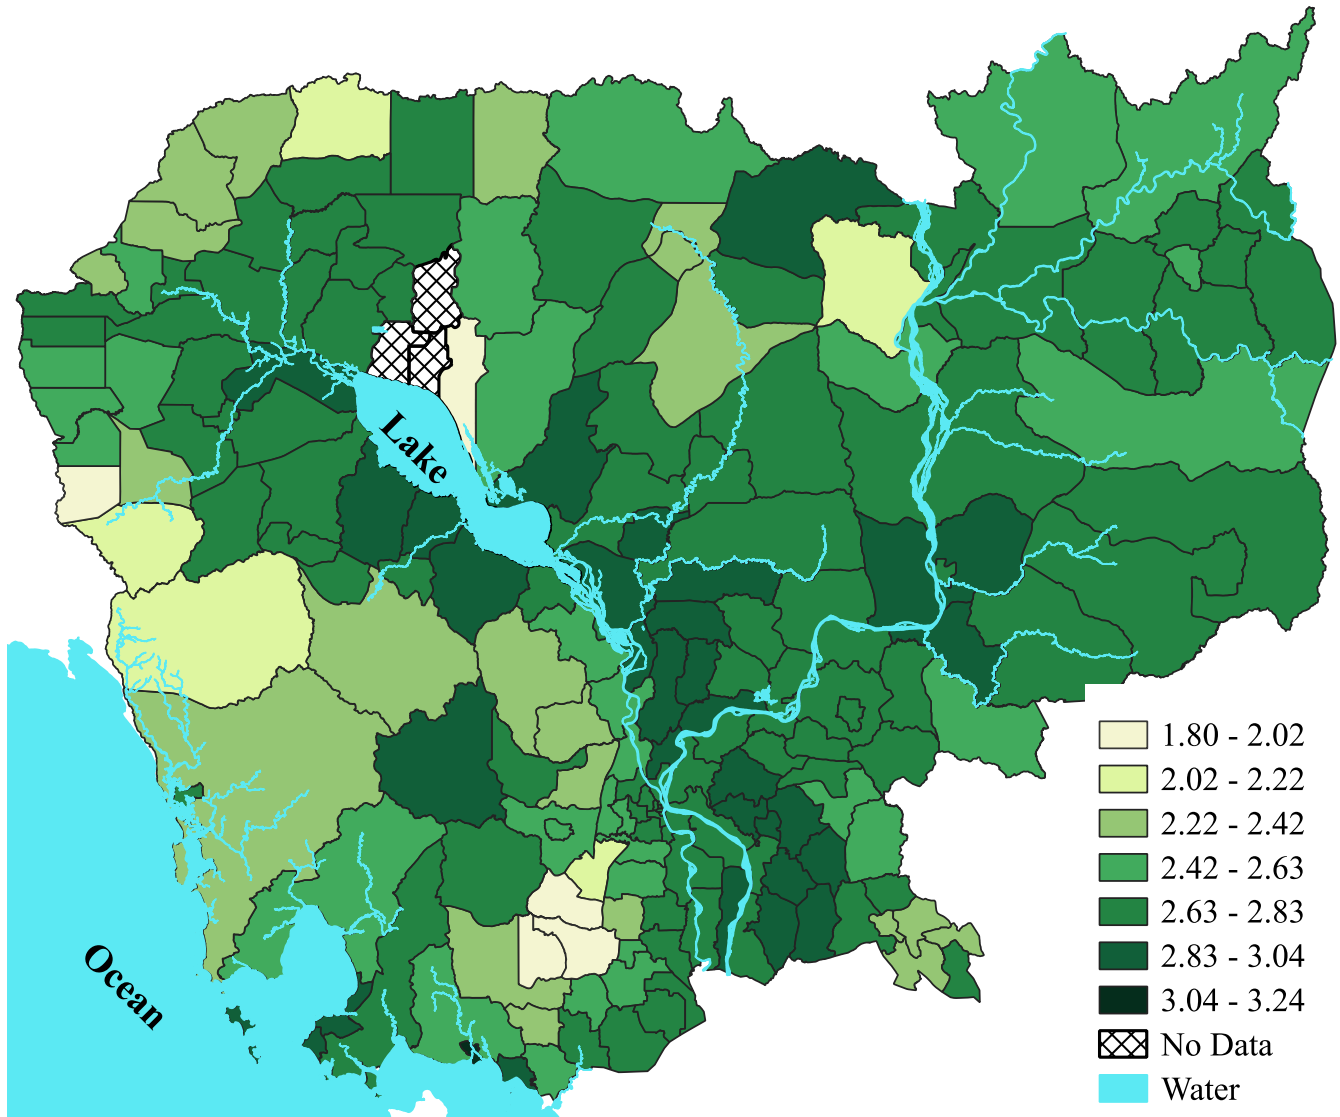 Lake
Ocean
1.80 - 2.02
2.02 - 2.22
2.22 - 2.42
2.42 - 2.63
2.63 - 2.83
2.83 - 3.04
3.04 - 3.24
No Data
Water